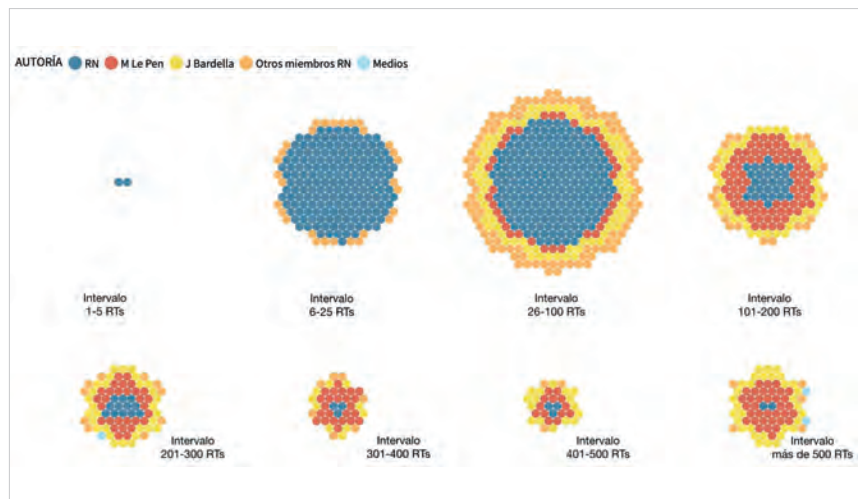 AUTORÍA RN M Le Pen J Bardella Otros miembros RN Medios
Intervalo
1-5 RTs
Intervalo
6-25 RTs
Intervalo
26-100 RTs
Intervalo
101-200 RTs
Intervalo
201-300 RTs
Intervalo
301-400 RTs
Intervalo
401-500 RTs
Intervalo
más de 500 RTs